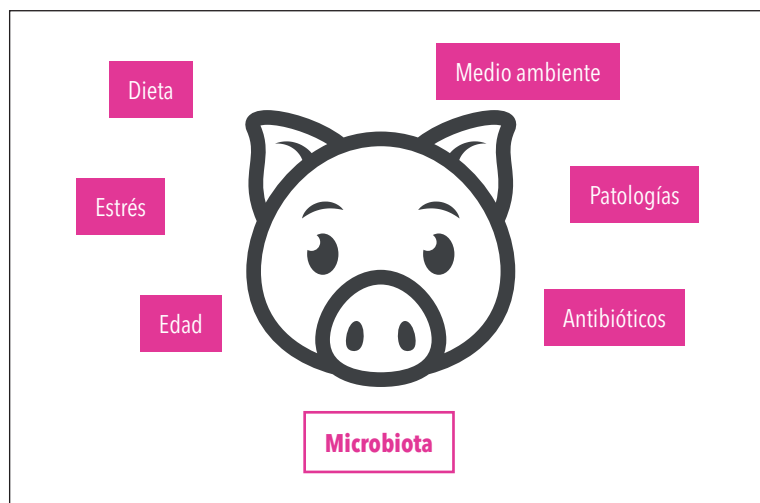 Dieta
Medio ambiente
Estrés
Patologías
Edad
Antibióticos
Microbiota